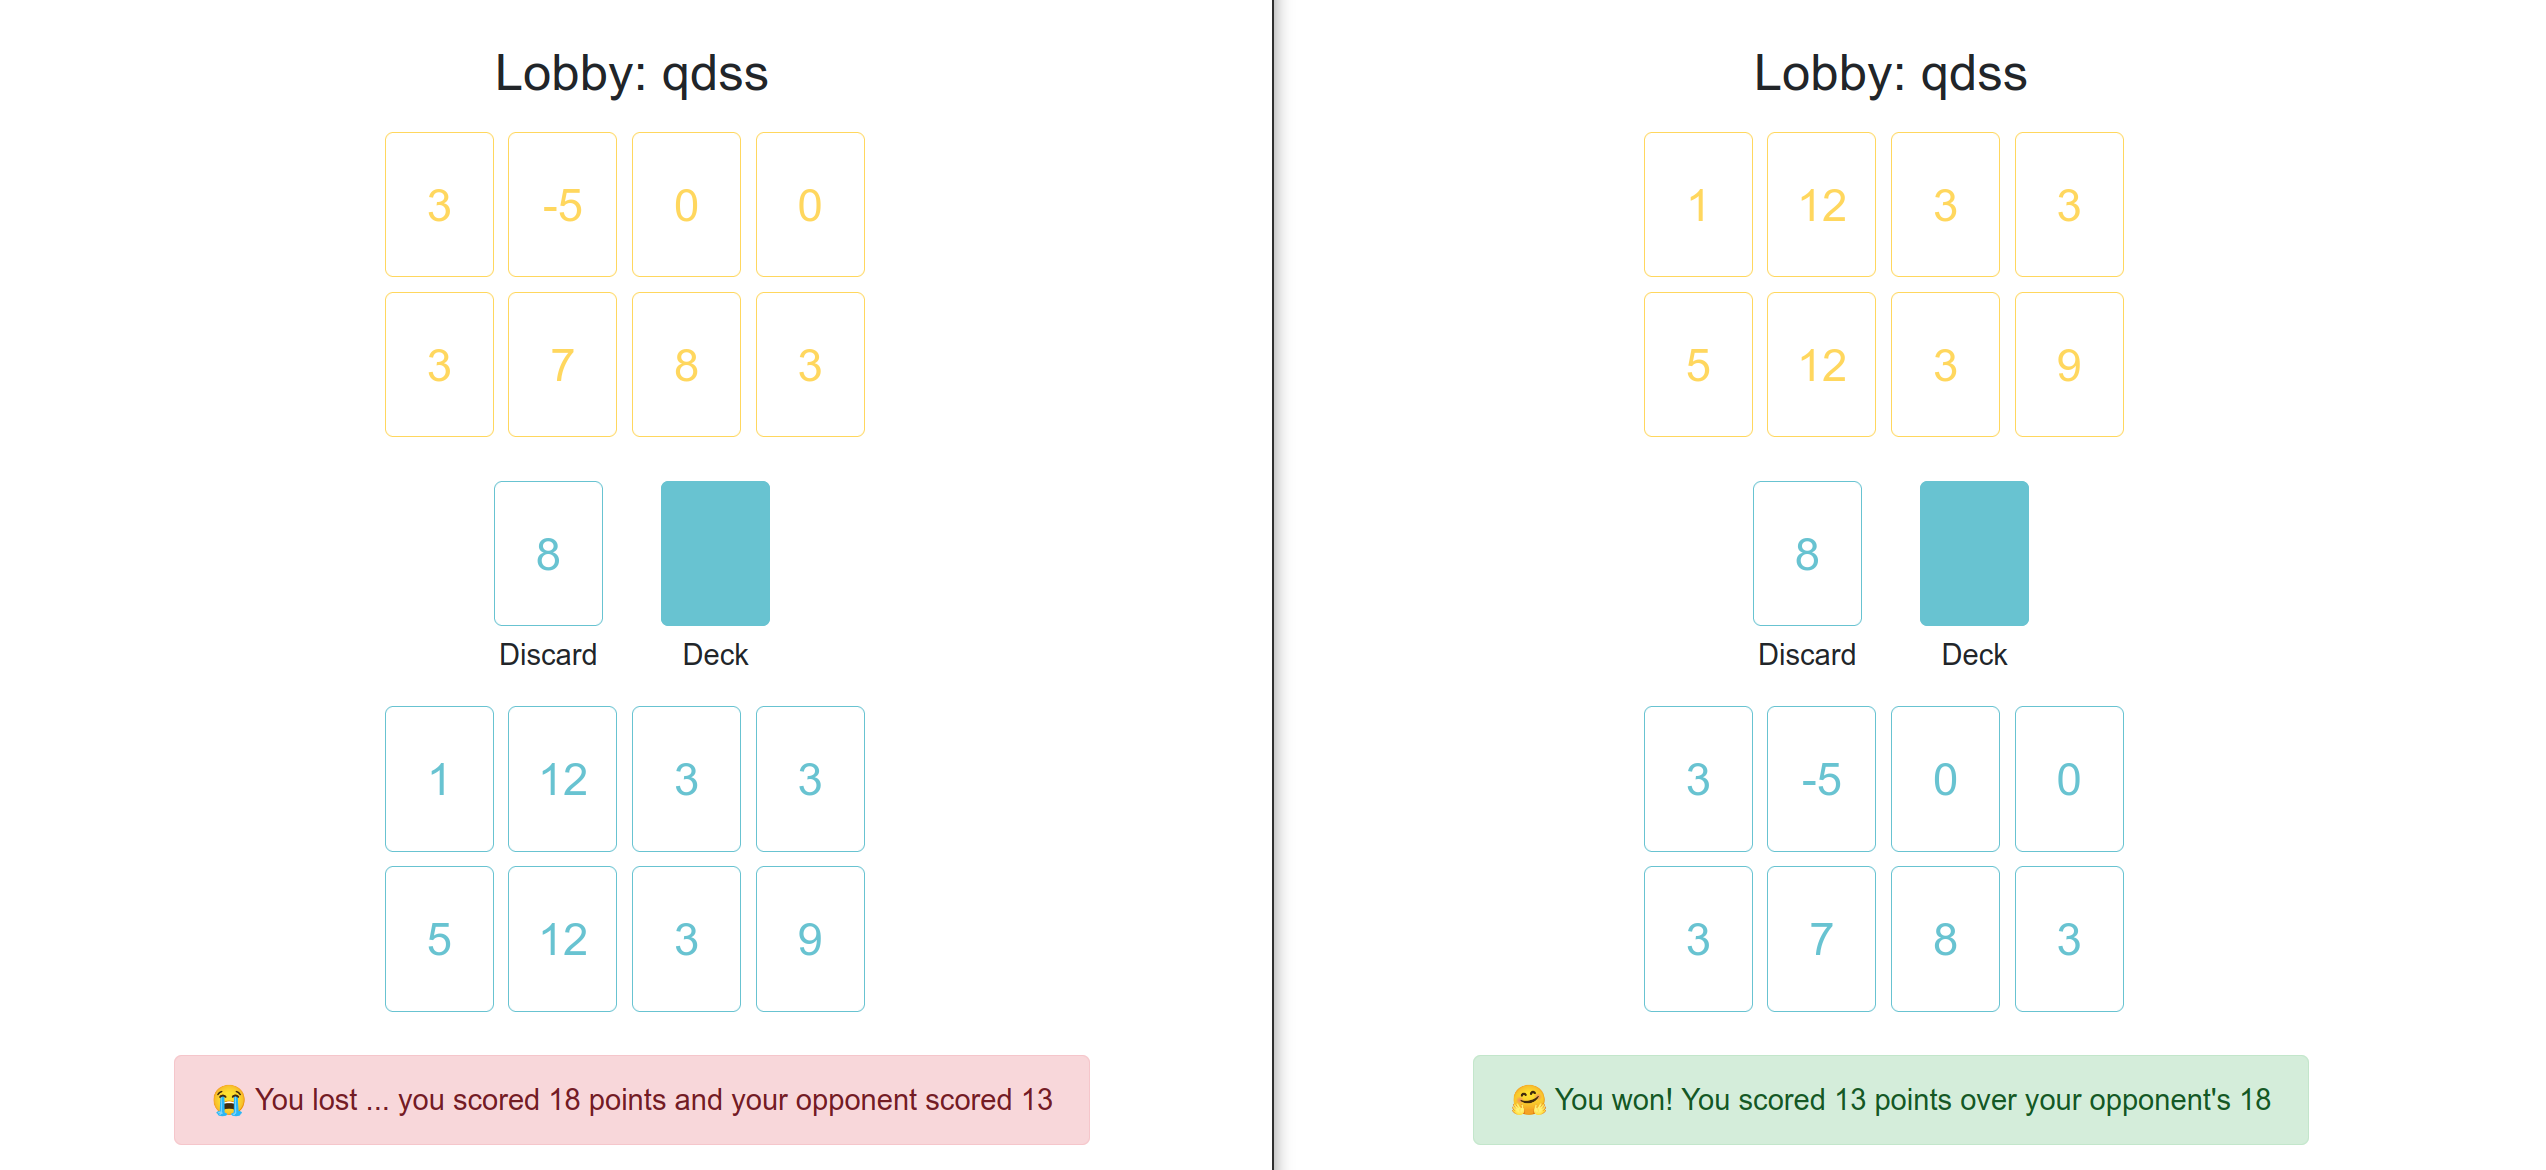 Lobby: qdss
3 -5 0 0
3 7 8 3
8
Discard Deck
1 12 3 3
5 12 3 9
😭 You lost ... you scored 18 points and your opponent scored 13
Lobby: qdss
1 12 3 3
5 12 3 9
8
Discard Deck
3 -5 0 0
3 7 8 3
🤗 You won! You scored 13 points over your opponent's 18